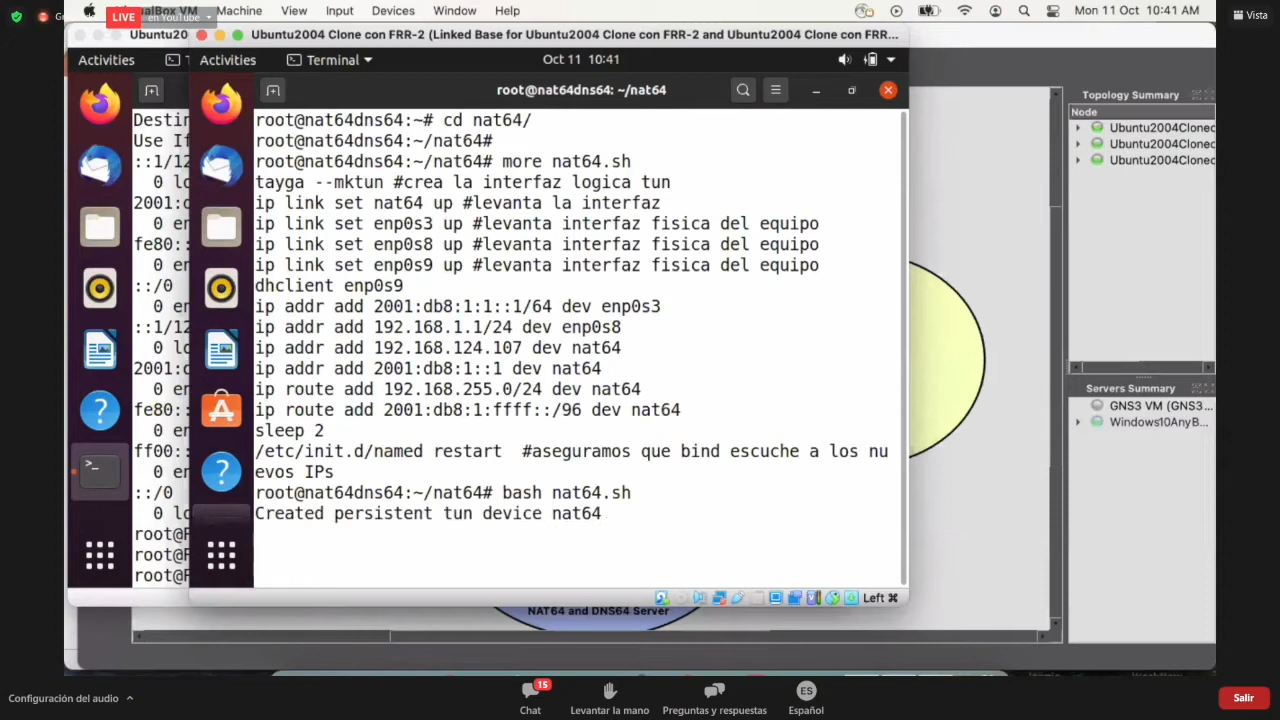 VirtualBox VM Machine View Input Devices Window Help
Mon 11 Oct 10:41 AM
LIVE en YouTube
Vista
Ubuntu20
Ubuntu2004 Clone con FRR-2 (Linked Base for Ubuntu2004 Clone con FRR-2 and Ubuntu2004 Clone con FRR...
Activities
Activities Terminal Oct 11 10:41
root@nat64dns64: ~/nat64
Destin
Use If
::1/12
0 lo
2001:d
0 en
fe80::
0 en
::/0
0 en
::1/12
0 lo
2001:d
0 en
fe80::
0 en
ff00::
0 en
::/0
0 lo
root@F
root@F
root@F
root@nat64dns64:~# cd nat64/
root@nat64dns64:~/nat64#
root@nat64dns64:~/nat64# more nat64.sh
tayga --mktun #crea la interfaz logica tun
ip link set nat64 up #levanta la interfaz
ip link set enp0s3 up #levanta interfaz fisica del equipo
ip link set enp0s8 up #levanta interfaz fisica del equipo
ip link set enp0s9 up #levanta interfaz fisica del equipo
dhclient enp0s9
ip addr add 2001:db8:1:1::1/64 dev enp0s3
ip addr add 192.168.1.1/24 dev enp0s8
ip addr add 192.168.124.107 dev nat64
ip addr add 2001:db8:1::1 dev nat64
ip route add 192.168.255.0/24 dev nat64
ip route add 2001:db8:1:ffff::/96 dev nat64
sleep 2
/etc/init.d/named restart  #aseguramos que bind escuche a los nu
evos IPs
root@nat64dns64:~/nat64# bash nat64.sh
Created persistent tun device nat64
Left ⌘
NAT64 and DNS64 Server
Topology Summary
Node
Ubuntu2004Cloned
Ubuntu2004Cloned
Ubuntu2004Cloned
Servers Summary
GNS3 VM (GNS3...
Windows10AnyB...
Configuración del audio
15
Chat
Levantar la mano
Preguntas y respuestas
ES
Español
Salir